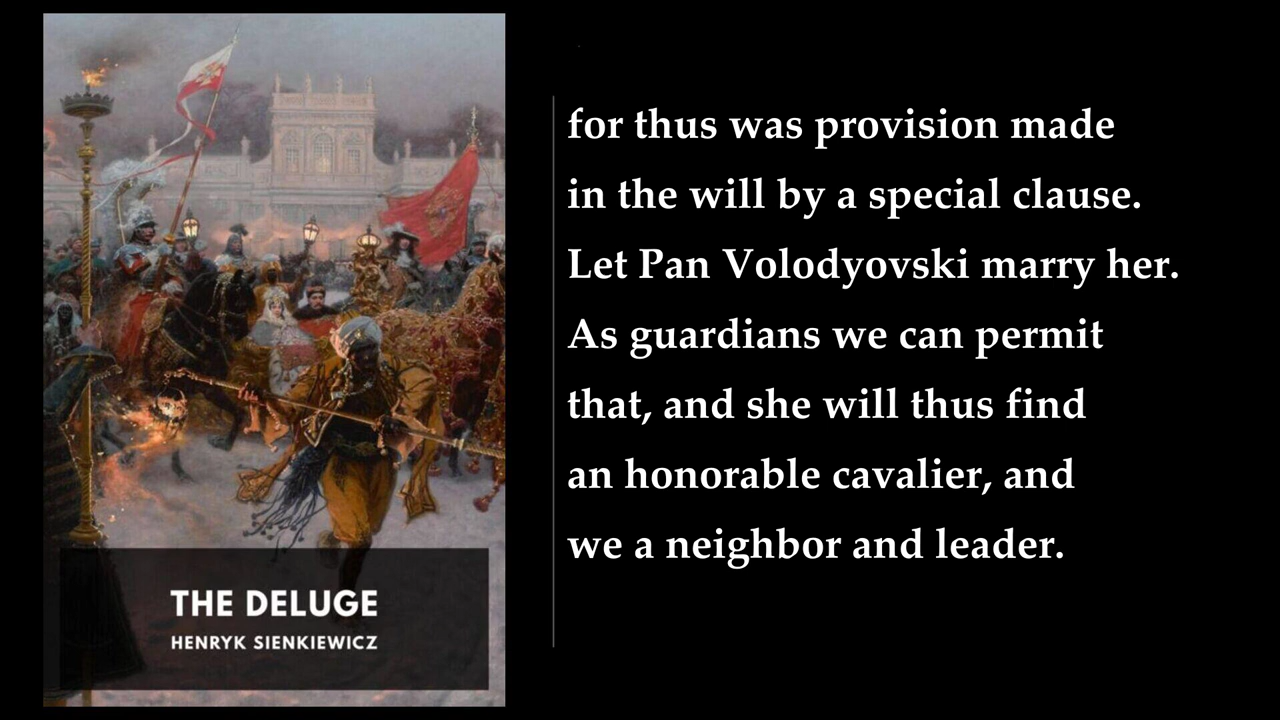 THE DELUGE
HENRYK SIENKIEWICZ
for thus was provision made
in the will by a special clause.
Let Pan Volodyovski marry her.
As guardians we can permit
that, and she will thus find
an honorable cavalier, and
we a neighbor and leader.